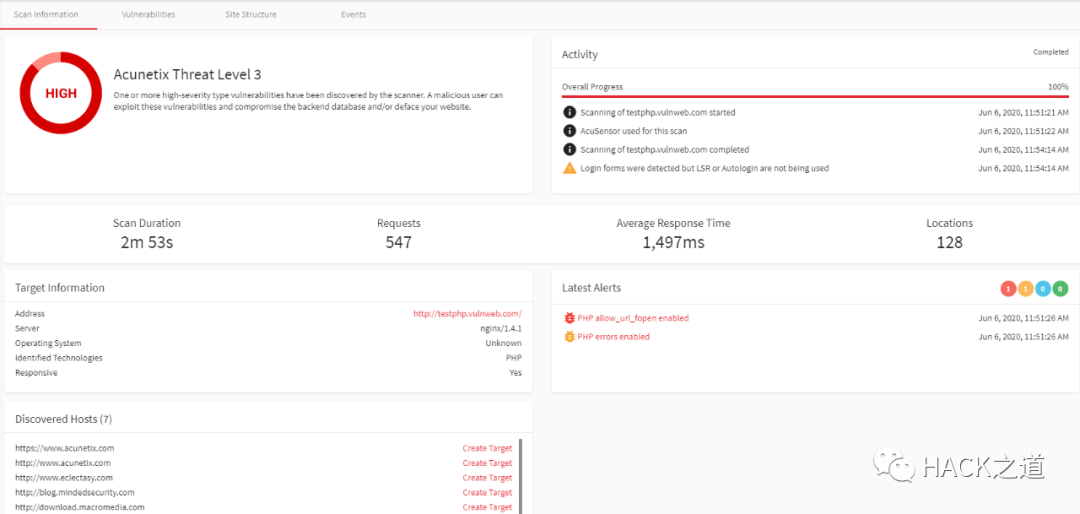 Scan Information Vulnerabilities Site Structure Events
HIGH
Acunetix Threat Level 3
One or more high-severity type vulnerabilities have been discovered by the scanner. A malicious user can
exploit these vulnerabilities and compromise the backend database and/or deface your website.
Activity Completed
Overall Progress 100%
Scanning of testphp.vulnweb.com started Jun 6, 2020, 11:51:21 AM
AcuSensor used for this scan Jun 6, 2020, 11:51:22 AM
Scanning of testphp.vulnweb.com completed Jun 6, 2020, 11:54:14 AM
Login forms were detected but LSR or Autologin are not being used Jun 6, 2020, 11:54:14 AM
Scan Duration Requests Average Response Time Locations
2m 53s 547 1,497ms 128
Target Information
Address http://testphp.vulnweb.com/
Server nginx/1.4.1
Operating System Unknown
Identified Technologies PHP
Responsive Yes
Latest Alerts 1 1 0 0
PHP allow_url_fopen enabled Jun 6, 2020, 11:51:26 AM
PHP errors enabled Jun 6, 2020, 11:51:26 AM
Discovered Hosts (7)
https://www.acunetix.com Create Target
http://www.acunetix.com Create Target
http://www.eclectasy.com Create Target
http://blog.mindedsecurity.com Create Target
http://download.macromedia.com Create Target
HACK之道